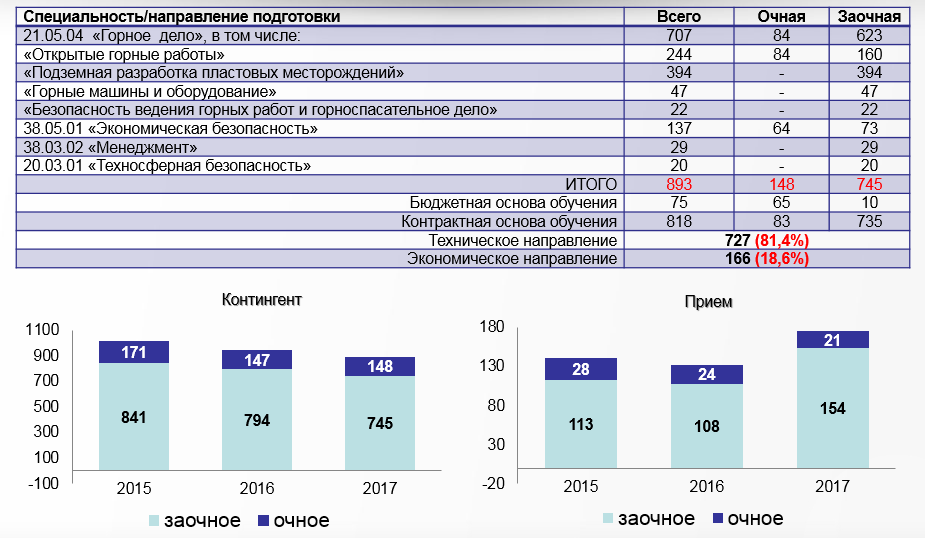 Специальность/направление подготовки Всего Очная Заочная
21.05.04 «Горное дело», в том числе: 707 84 623
«Открытые горные работы» 244 84 160
«Подземная разработка пластовых месторождений» 394 - 394
«Горные машины и оборудование» 47 - 47
«Безопасность ведения горных работ и горноспасательное дело» 22 - 22
38.05.01 «Экономическая безопасность» 137 64 73
38.03.02 «Менеджмент» 29 - 29
20.03.01 «Техносферная безопасность» 20 - 20
ИТОГО 893 148 745
Бюджетная основа обучения 75 65 10
Контрактная основа обучения 818 83 735
Техническое направление 727 (81,4%)
Экономическое направление 166 (18,6%)
Контингент
1100
900
700
500
300
100
-100
171 147 148
841 794 745
2015 2016 2017
заочное очное
Прием
180
130
80
30
-20
28 24 21
113 108 154
2015 2016 2017
заочное очное